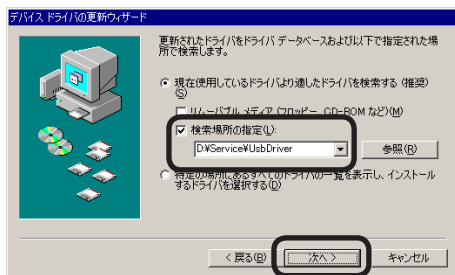 デバイス ドライバの更新ウィザード
更新されたドライバをドライバ データベースおよび以下で指定された場
所で検索します。
現在使用しているドライバより適したドライバを検索する (推奨)
(S)
リムーバブル メディア (フロッピー、CD-ROM など)(M)
検索場所の指定(L):
D:¥Service¥UsbDriver
参照(R)
特定の場所にあるすべてのドライバの一覧を表示し、インストール
するドライバを選択する(D)
< 戻る(B)
次へ >
キャンセル